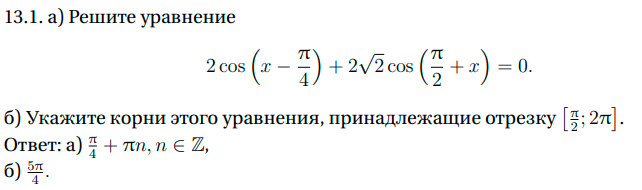 13.1. а) Решите уравнение
2 cos (x − π/4) + 2√2 cos (π/2 + x) = 0.
б) Укажите корни этого уравнения, принадлежащие отрезку [π/2; 2π].
Ответ: а) π/4 + πn, n ∈ ℤ,
б) 5π/4.